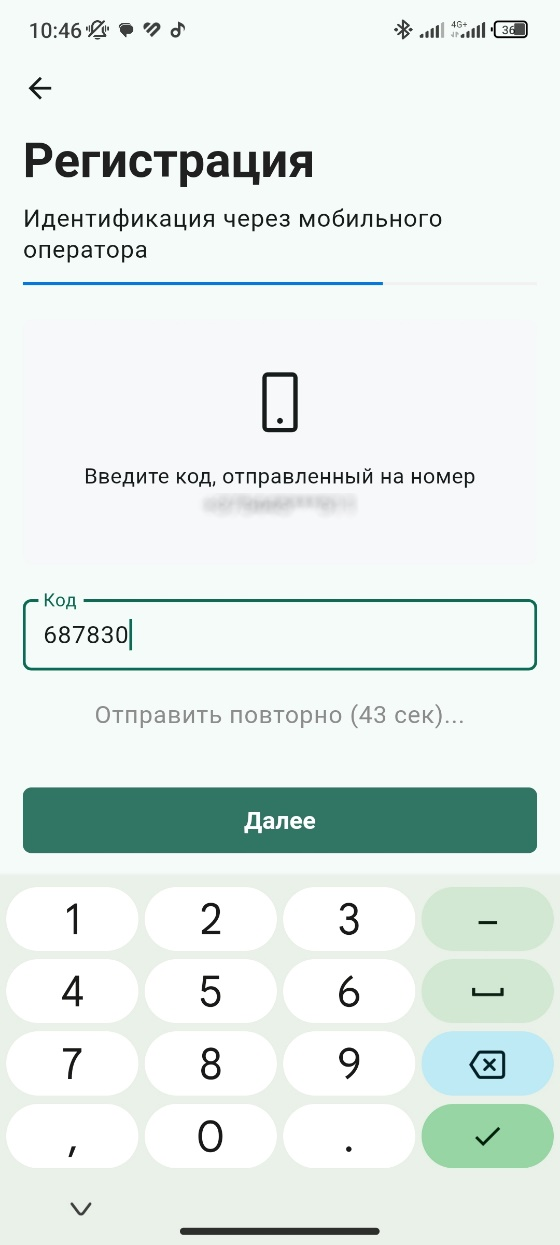 10:46 4G+ 36
Регистрация
Идентификация через мобильного
оператора
Введите код, отправленный на номер
Код
687830
Отправить повторно (43 сек)...
Далее
1 2 3 –
4 5 6
7 8 9
, 0 .